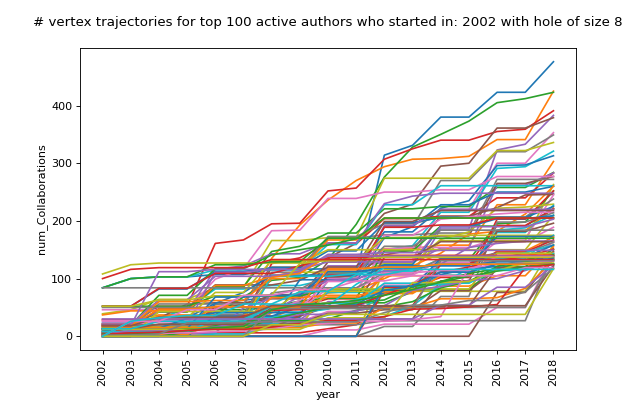 # vertex trajectories for top 100 active authors who started in: 2002 with hole of size 8
num_Collaborations
400
300
200
100
0
2002 2003 2004 2005 2006 2007 2008 2009 2010 2011 2012 2013 2014 2015 2016 2017 2018
year